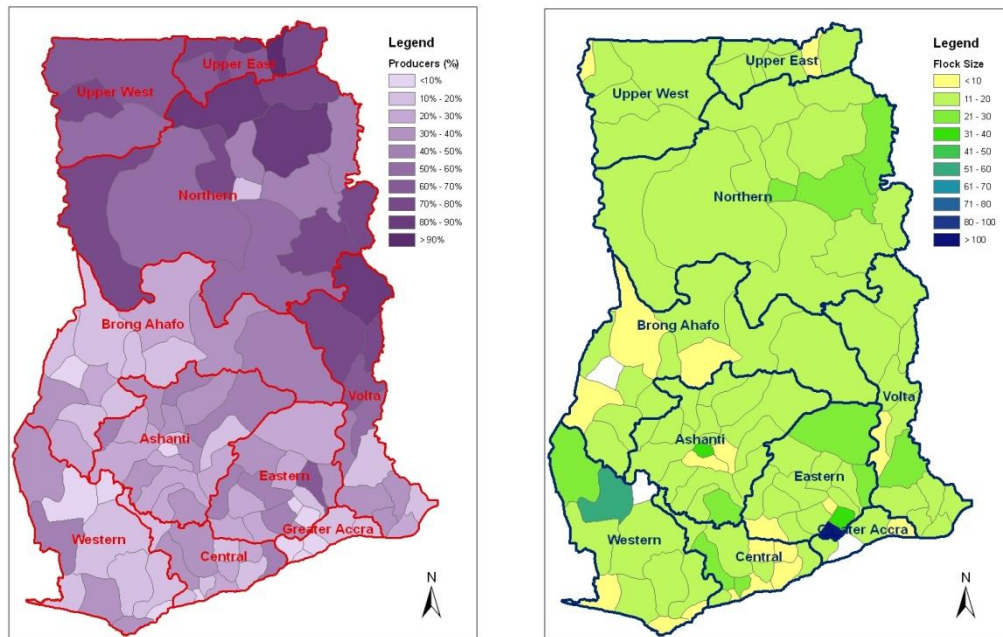 Legend
Producers (%)
<10%
10% - 20%
20% - 30%
30% - 40%
40% - 50%
50% - 60%
60% - 70%
70% - 80%
80% - 90%
> 90%
Upper East
Upper West
Northern
Brong Ahafo
Volta
Ashanti
Eastern
Greater Accra
Western
Central
N
Legend
Flock Size
< 10
11 - 20
21 - 30
31 - 40
41 - 50
51 - 60
61 - 70
71 - 80
80 - 100
> 100
Upper East
Upper West
Northern
Brong Ahafo
Volta
Ashanti
Eastern
Greater Accra
Western
Central
N